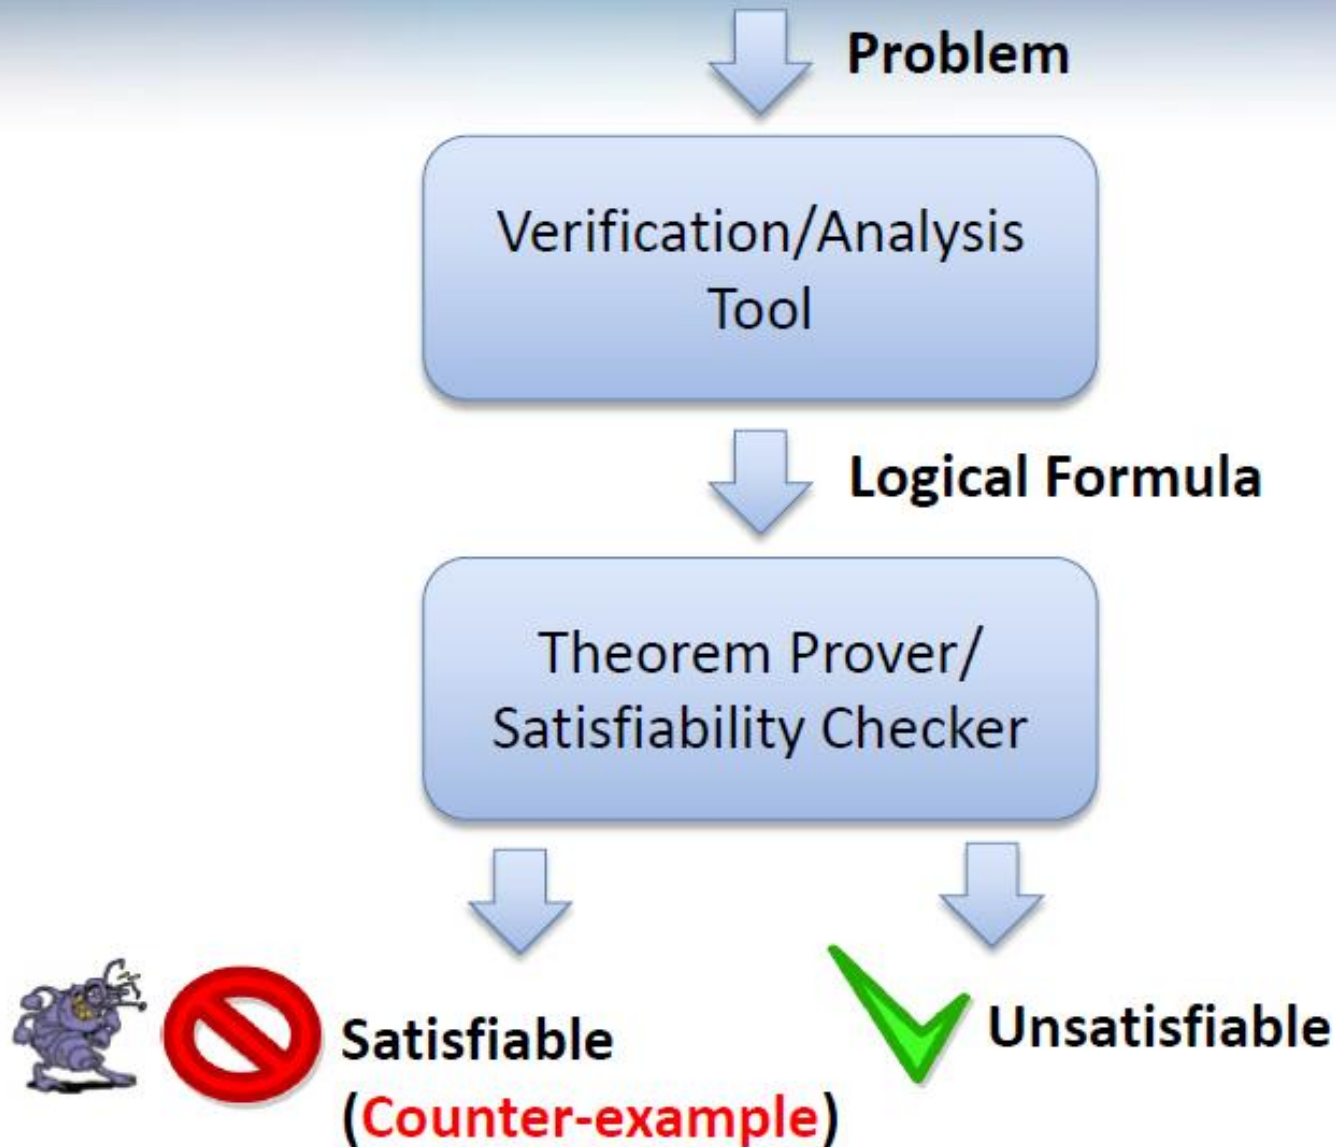 Problem
Verification/Analysis
Tool
Logical Formula
Theorem Prover/
Satisfiability Checker
Satisfiable
(Counter-example)
Unsatisfiable